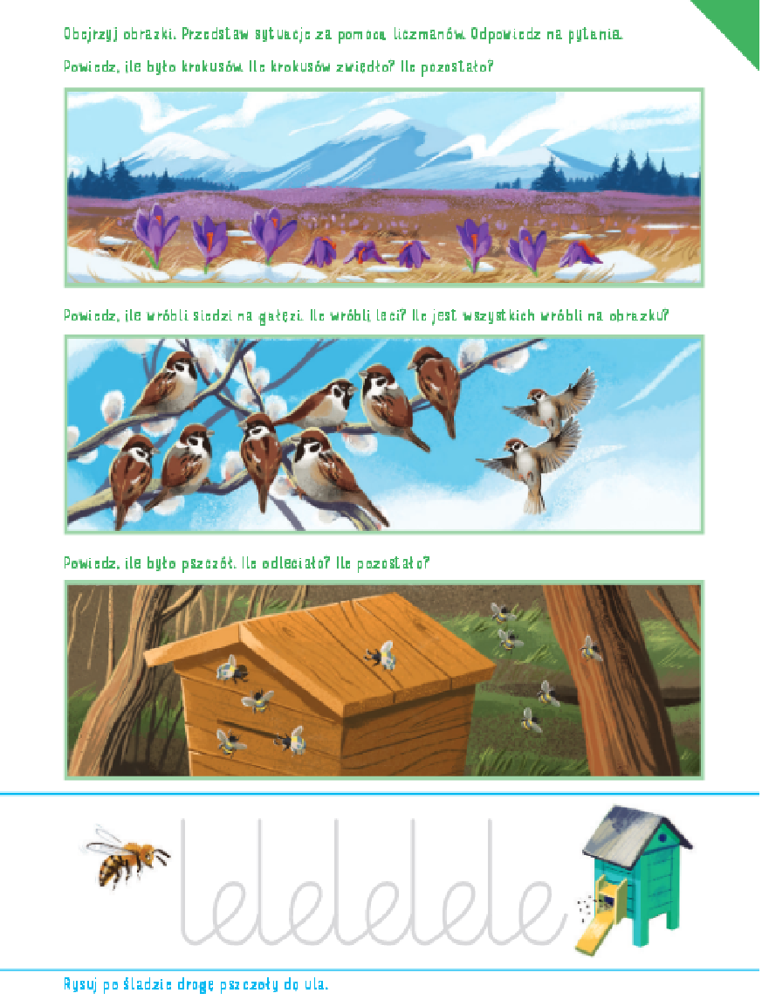 Obejrzyj obrazki. Przedstaw sytuacje za pomocą liczmanów. Odpowiedz na pytania.
Powiedz, ile było krokusów. Ile krokusów zwiędło? Ile pozostało?
Powiedz, ile wróbli siedzi na gałęzi. Ile wróbli leci? Ile jest wszystkich wróbli na obrazku?
Powiedz, ile było pszczół. Ile odleciało? Ile pozostało?
lelelelele
Rysuj po śladzie drogę pszczoły do ula.